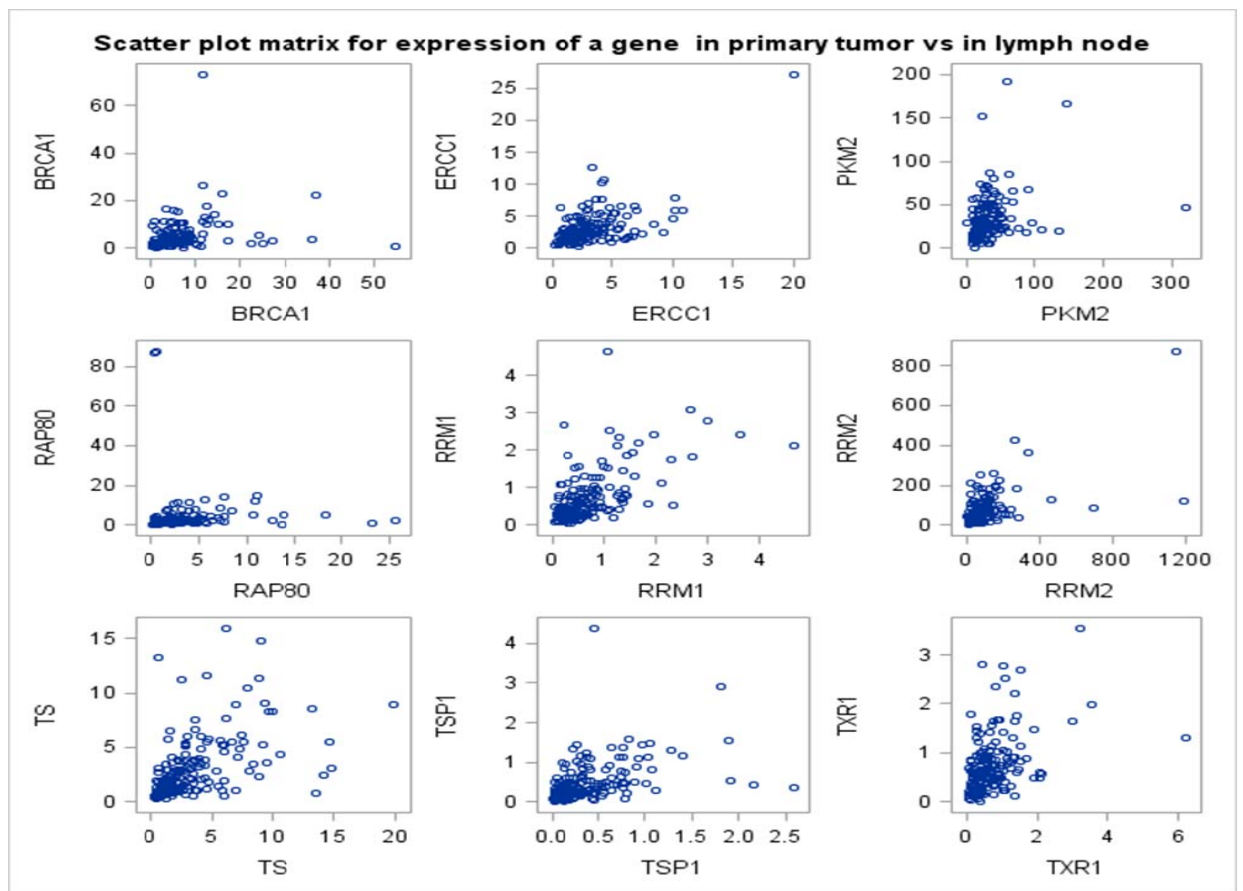 Scatter plot matrix for expression of a gene in primary tumor vs in lymph node
BRCA1
60
40
20
0
0 10 20 30 40 50
BRCA1
ERCC1
25
20
15
10
5
0
0 5 10 15 20
ERCC1
PKM2
200
150
100
50
0
0 100 200 300
PKM2
RAP80
80
60
40
20
0
0 5 10 15 20 25
RAP80
RRM1
4
3
2
1
0
0 1 2 3 4
RRM1
RRM2
800
600
400
200
0
0 400 800 1200
RRM2
TS
15
10
5
0
0 5 10 15 20
TS
TSP1
4
3
2
1
0
0.0 0.5 1.0 1.5 2.0 2.5
TSP1
TXR1
3
2
1
0
0 2 4 6
TXR1